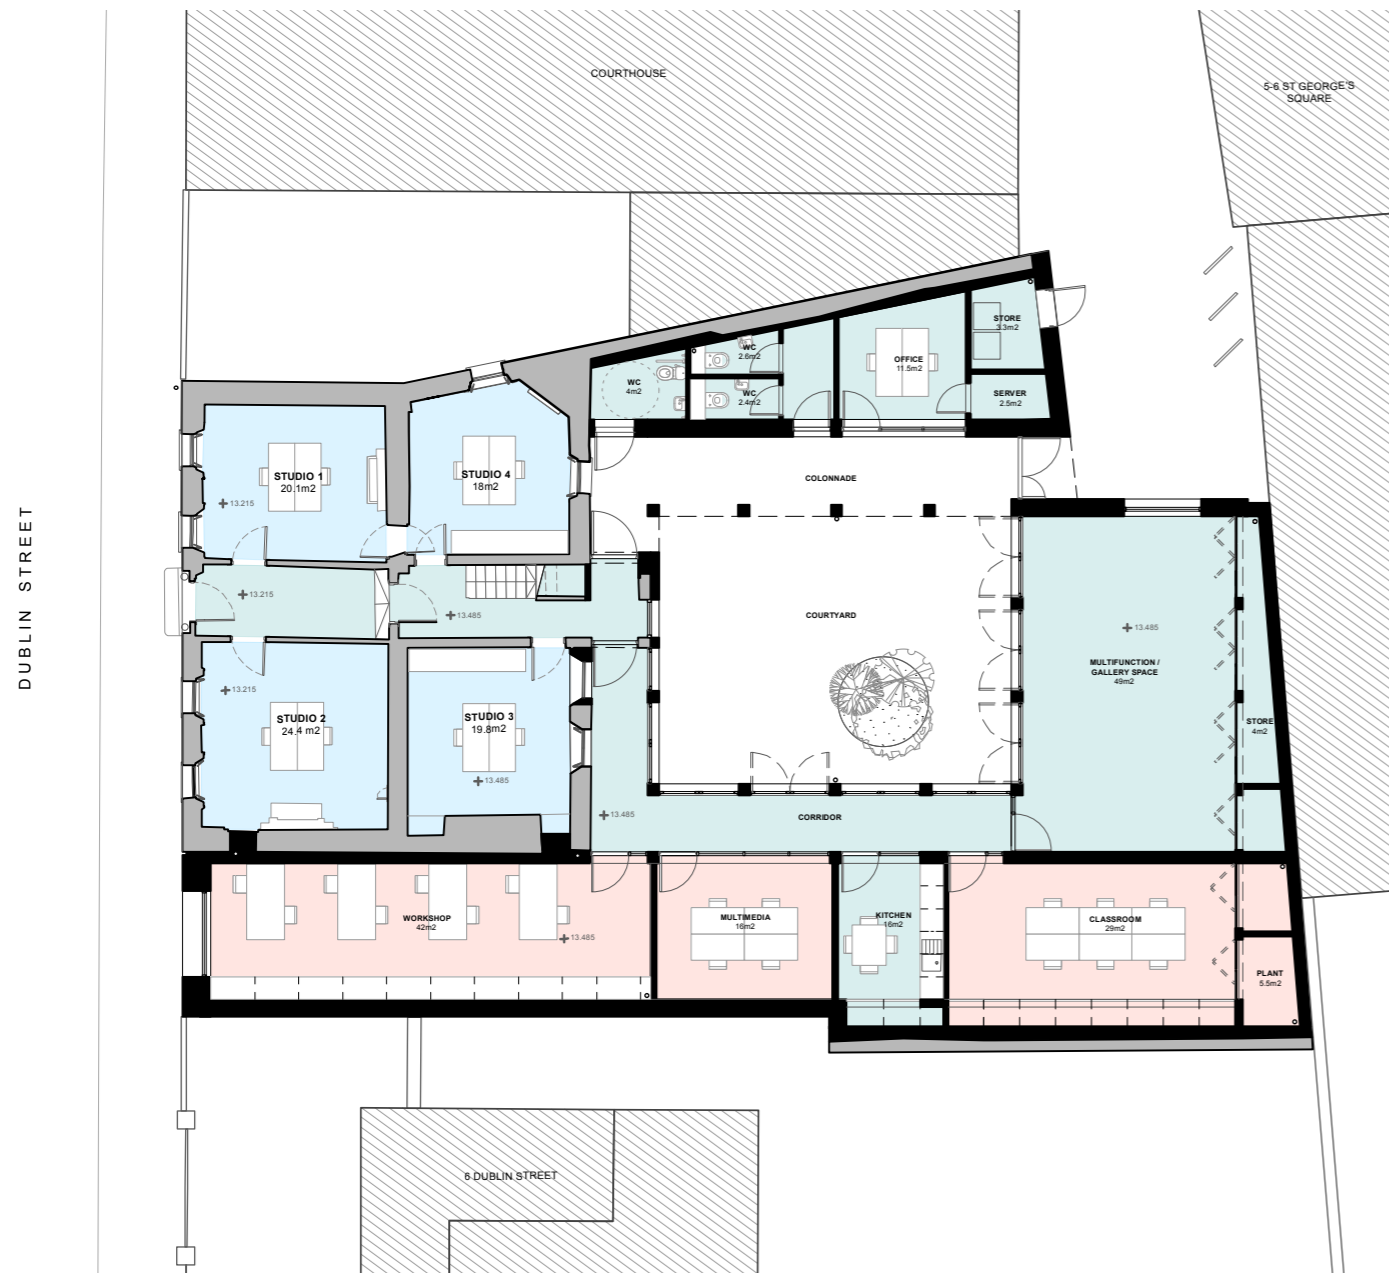 COURTHOUSE
5-6 ST GEORGE'S
SQUARE
DUBLIN STREET
STORE
3.3m2
WC
2.6m2
OFFICE
11.5m2
WC
4m2
WC
2.4m2
SERVER
2.5m2
STUDIO 1
20.1m2
STUDIO 4
18m2
COLONNADE
+13.215
+13.215
+13.485
COURTYARD
+13.485
MULTIFUNCTION /
GALLERY SPACE
49m2
+13.215
STUDIO 2
24.4 m2
STUDIO 3
19.8m2
STORE
4m2
+13.485
+13.485
CORRIDOR
WORKSHOP
42m2
MULTIMEDIA
16m2
KITCHEN
16m2
CLASSROOM
29m2
+13.485
PLANT
5.5m2
6 DUBLIN STREET